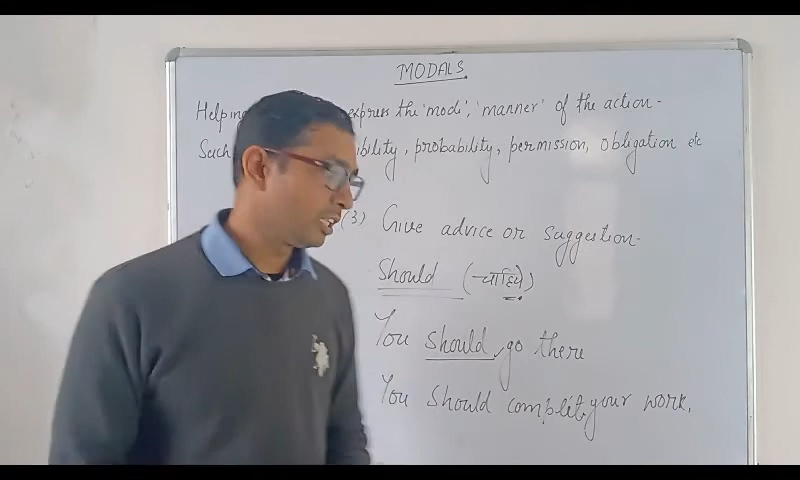 MODALS.
Helping express the 'mode', 'manner' of the action -
Such ibility, probability, permission, obligation etc
(3) Give advice or suggestion-
Should (चाहिये)
You should go there
You should complete your work.